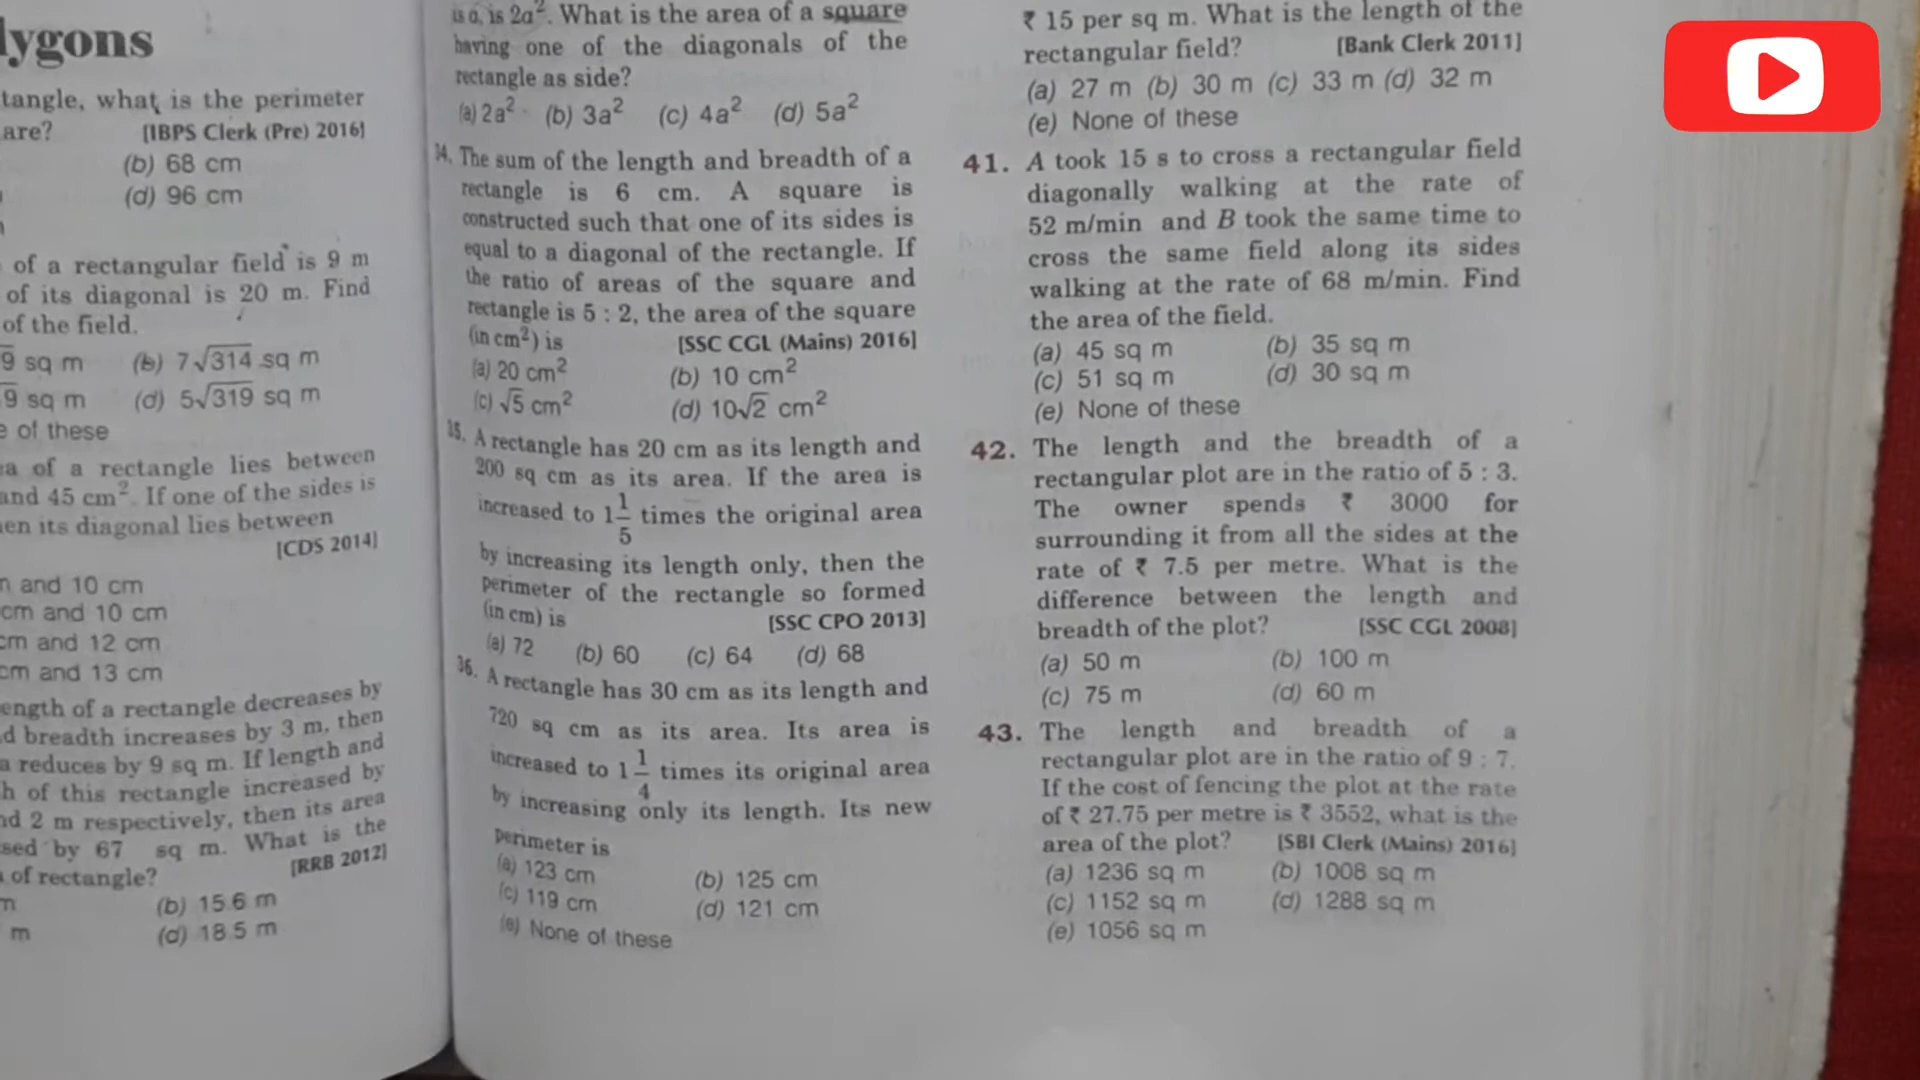 lygons
tangle, what is the perimeter
are? [IBPS Clerk (Pre) 2016]
(b) 68 cm
(d) 96 cm
of a rectangular field is 9 m
of its diagonal is 20 m. Find
of the field.
9 sq m (b) 7√314 sq m
9 sq m (d) 5√319 sq m
e of these
ea of a rectangle lies between
and 45 cm². If one of the sides is
en its diagonal lies between
[CDS 2014]
n and 10 cm
cm and 10 cm
cm and 12 cm
cm and 13 cm
ength of a rectangle decreases by
d breadth increases by 3 m, then
a reduces by 9 sq m. If length and
h of this rectangle increased by
nd 2 m respectively, then its area
sed by 67 sq m. What is the
of rectangle? [RRB 2012]
m (b) 15.6 m
m (d) 18.5 m
is a, is 2a². What is the area of a square
having one of the diagonals of the
rectangle as side?
(a) 2a² (b) 3a² (c) 4a² (d) 5a²
34. The sum of the length and breadth of a
rectangle is 6 cm. A square is
constructed such that one of its sides is
equal to a diagonal of the rectangle. If
the ratio of areas of the square and
rectangle is 5 : 2, the area of the square
(in cm²) is [SSC CGL (Mains) 2016]
(a) 20 cm² (b) 10 cm²
(c) √5 cm² (d) 10√2 cm²
35. A rectangle has 20 cm as its length and
200 sq cm as its area. If the area is
increased to 1 1/5 times the original area
by increasing its length only, then the
perimeter of the rectangle so formed
(in cm) is [SSC CPO 2013]
(a) 72 (b) 60 (c) 64 (d) 68
36. A rectangle has 30 cm as its length and
720 sq cm as its area. Its area is
increased to 1 1/4 times its original area
by increasing only its length. Its new
perimeter is
(a) 123 cm (b) 125 cm
(c) 119 cm (d) 121 cm
(e) None of these
₹ 15 per sq m. What is the length of the
rectangular field? [Bank Clerk 2011]
(a) 27 m (b) 30 m (c) 33 m (d) 32 m
(e) None of these
41. A took 15 s to cross a rectangular field
diagonally walking at the rate of
52 m/min and B took the same time to
cross the same field along its sides
walking at the rate of 68 m/min. Find
the area of the field.
(a) 45 sq m (b) 35 sq m
(c) 51 sq m (d) 30 sq m
(e) None of these
42. The length and the breadth of a
rectangular plot are in the ratio of 5 : 3.
The owner spends ₹ 3000 for
surrounding it from all the sides at the
rate of ₹ 7.5 per metre. What is the
difference between the length and
breadth of the plot? [SSC CGL 2008]
(a) 50 m (b) 100 m
(c) 75 m (d) 60 m
43. The length and breadth of a
rectangular plot are in the ratio of 9 : 7.
If the cost of fencing the plot at the rate
of ₹ 27.75 per metre is ₹ 3552, what is the
area of the plot? [SBI Clerk (Mains) 2016]
(a) 1236 sq m (b) 1008 sq m
(c) 1152 sq m (d) 1288 sq m
(e) 1056 sq m